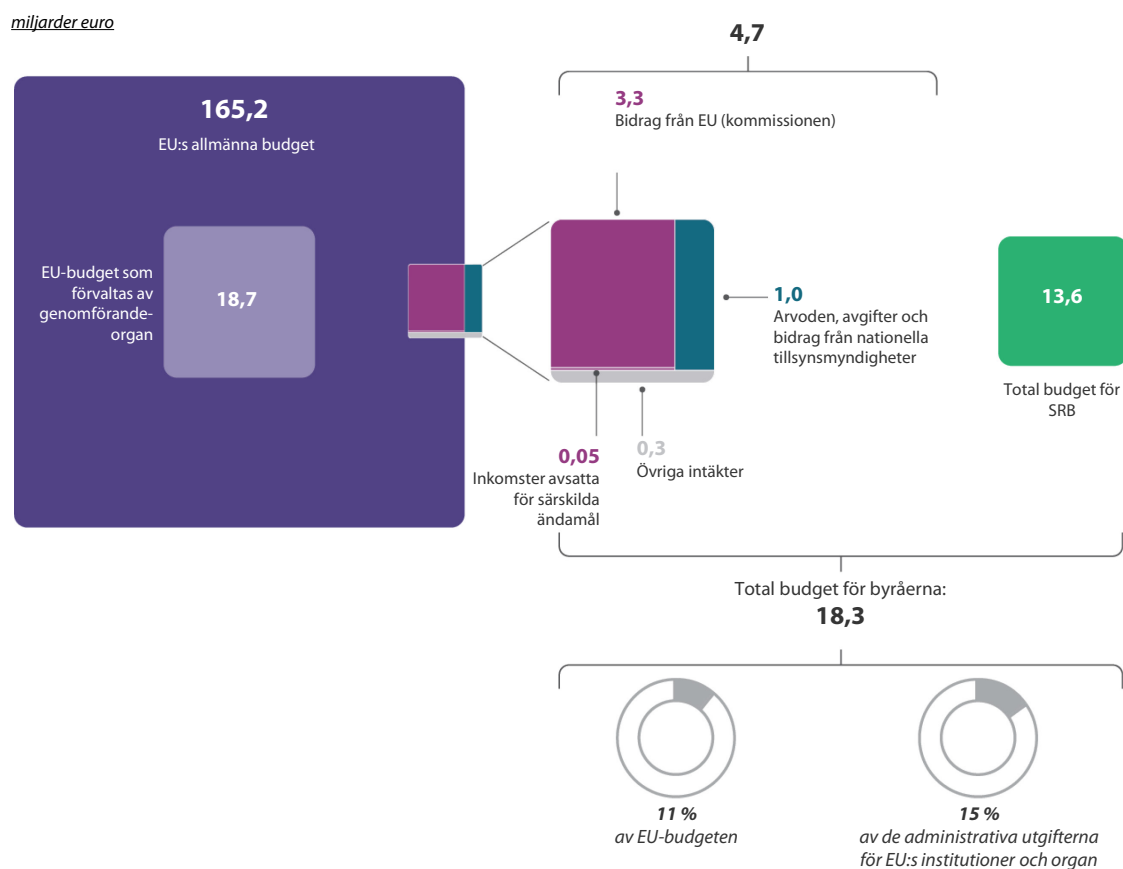 miljarder euro
4,7
165,2
EU:s allmänna budget
3,3
Bidrag från EU (kommissionen)
EU-budget som
förvaltas av
genomförande-
organ
18,7
1,0
Arvoden, avgifter och
bidrag från nationella
tillsynsmyndigheter
13,6
Total budget för
SRB
0,05
Inkomster avsatta
för särskilda
ändamål
0,3
Övriga intäkter
Total budget för byråerna:
18,3
11 %
av EU-budgeten
15 %
av de administrativa utgifterna
för EU:s institutioner och organ